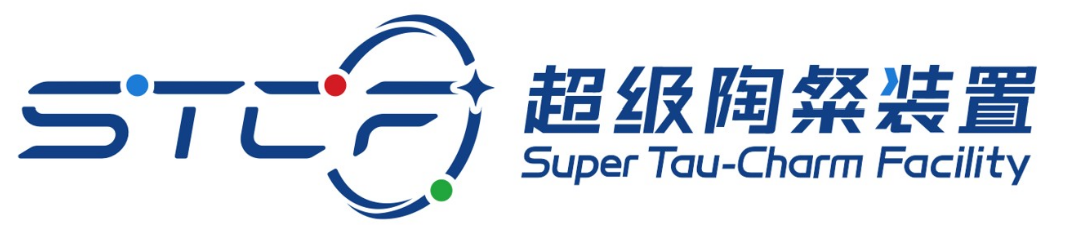 STCF
超级陶粲装置
Super Tau-Charm Facility